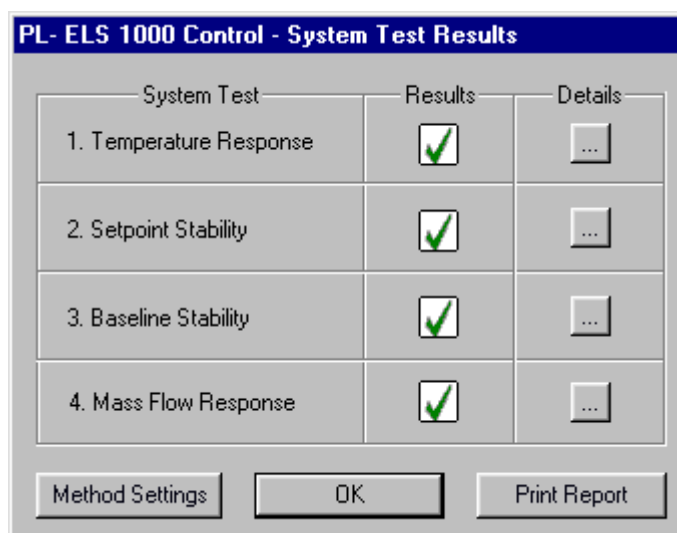 PL- ELS 1000 Control - System Test Results
System Test Results Details
1. Temperature Response ...
2. Setpoint Stability ...
3. Baseline Stability ...
4. Mass Flow Response ...
Method Settings OK Print Report